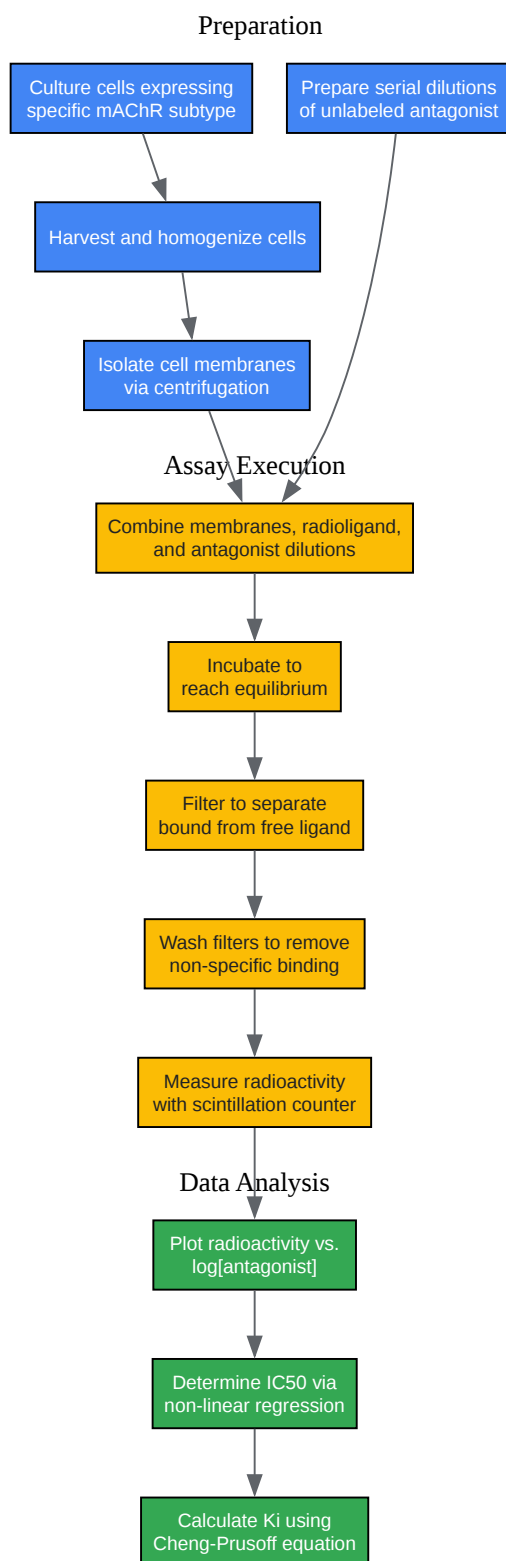 Preparation
Culture cells expressing
specific mAChR subtype
Prepare serial dilutions
of unlabeled antagonist
Harvest and homogenize cells
Isolate cell membranes
via centrifugation
Assay Execution
Combine membranes, radioligand,
and antagonist dilutions
Incubate to
reach equilibrium
Filter to separate
bound from free ligand
Wash filters to remove
non-specific binding
Measure radioactivity
with scintillation counter
Data Analysis
Plot radioactivity vs.
log[antagonist]
Determine IC50 via
non-linear regression
Calculate Ki using
Cheng-Prusoff equation